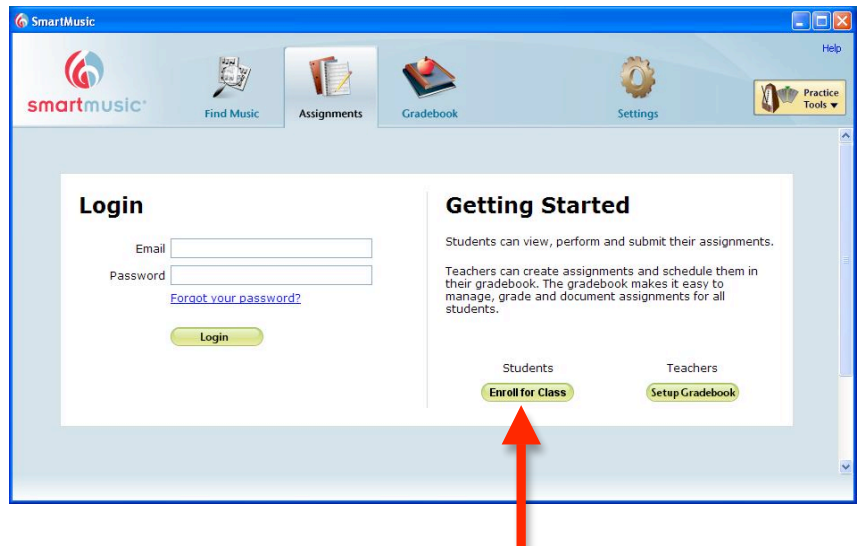 SmartMusic
Help
smartmusic
Find Music
Assignments
Gradebook
Settings
Practice
Tools
Login
Email
Password
Forgot your password?
Login
Getting Started
Students can view, perform and submit their assignments.
Teachers can create assignments and schedule them in
their gradebook. The gradebook makes it easy to
manage, grade and document assignments for all
students.
Students
Teachers
Enroll for Class
Setup Gradebook